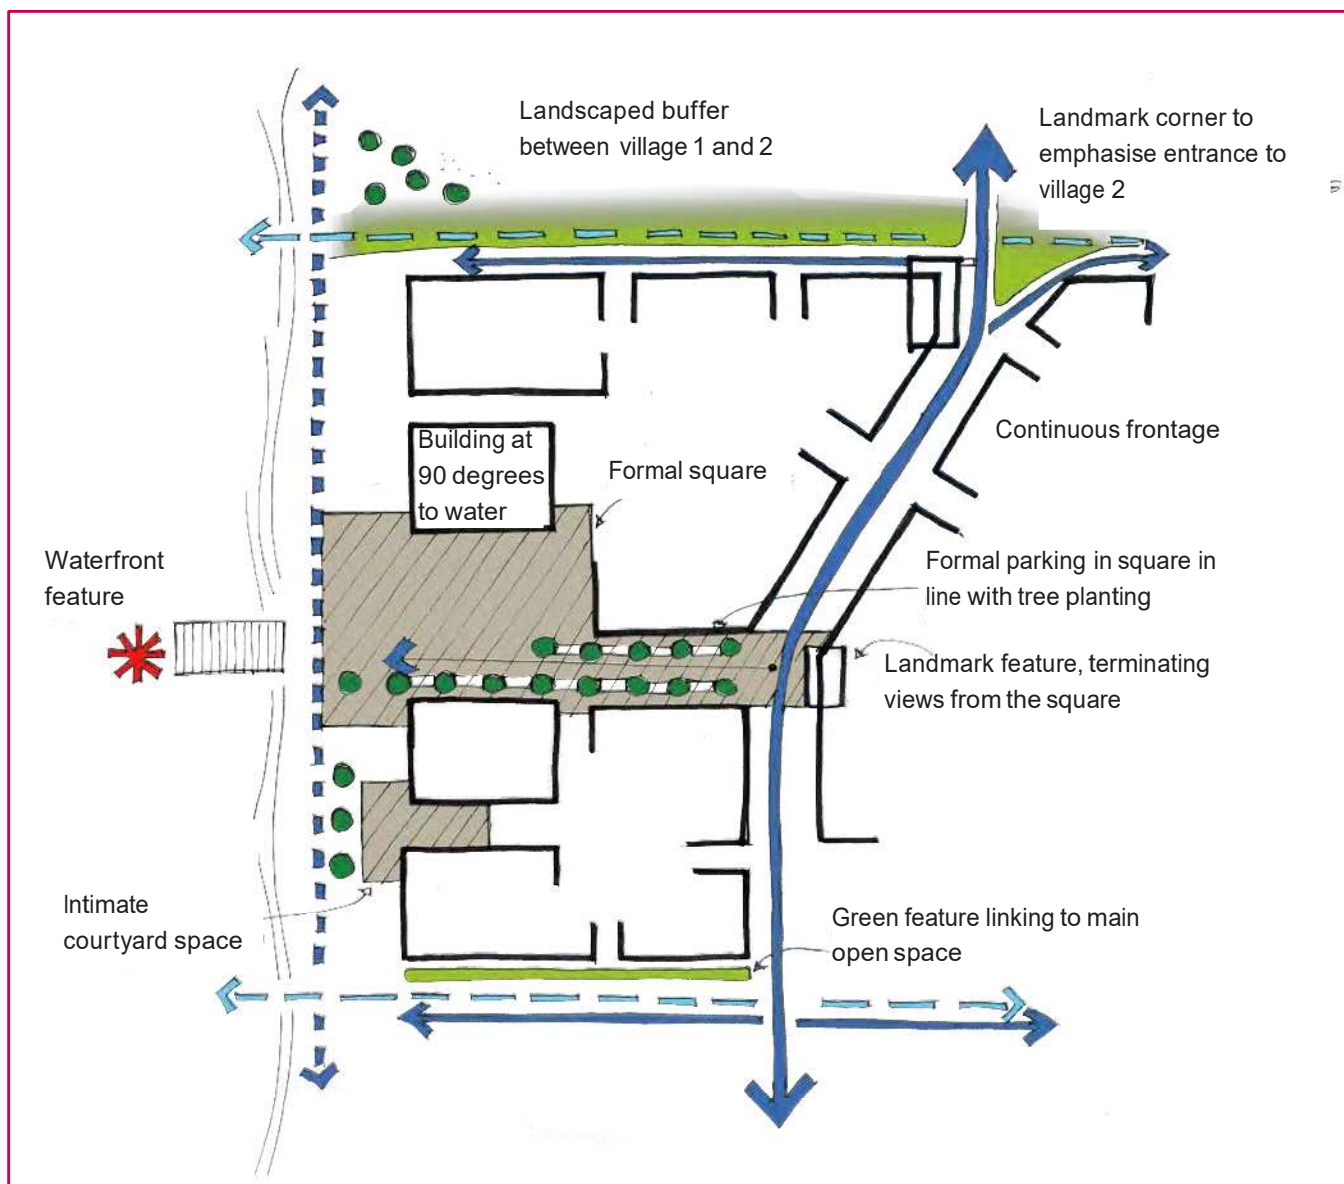 Landscaped buffer
between village 1 and 2
Landmark corner to
emphasise entrance to
village 2
Building at
90 degrees
to water
Formal square
Continuous frontage
Waterfront
feature
Formal parking in square in
line with tree planting
Landmark feature, terminating
views from the square
Intimate
courtyard space
Green feature linking to main
open space